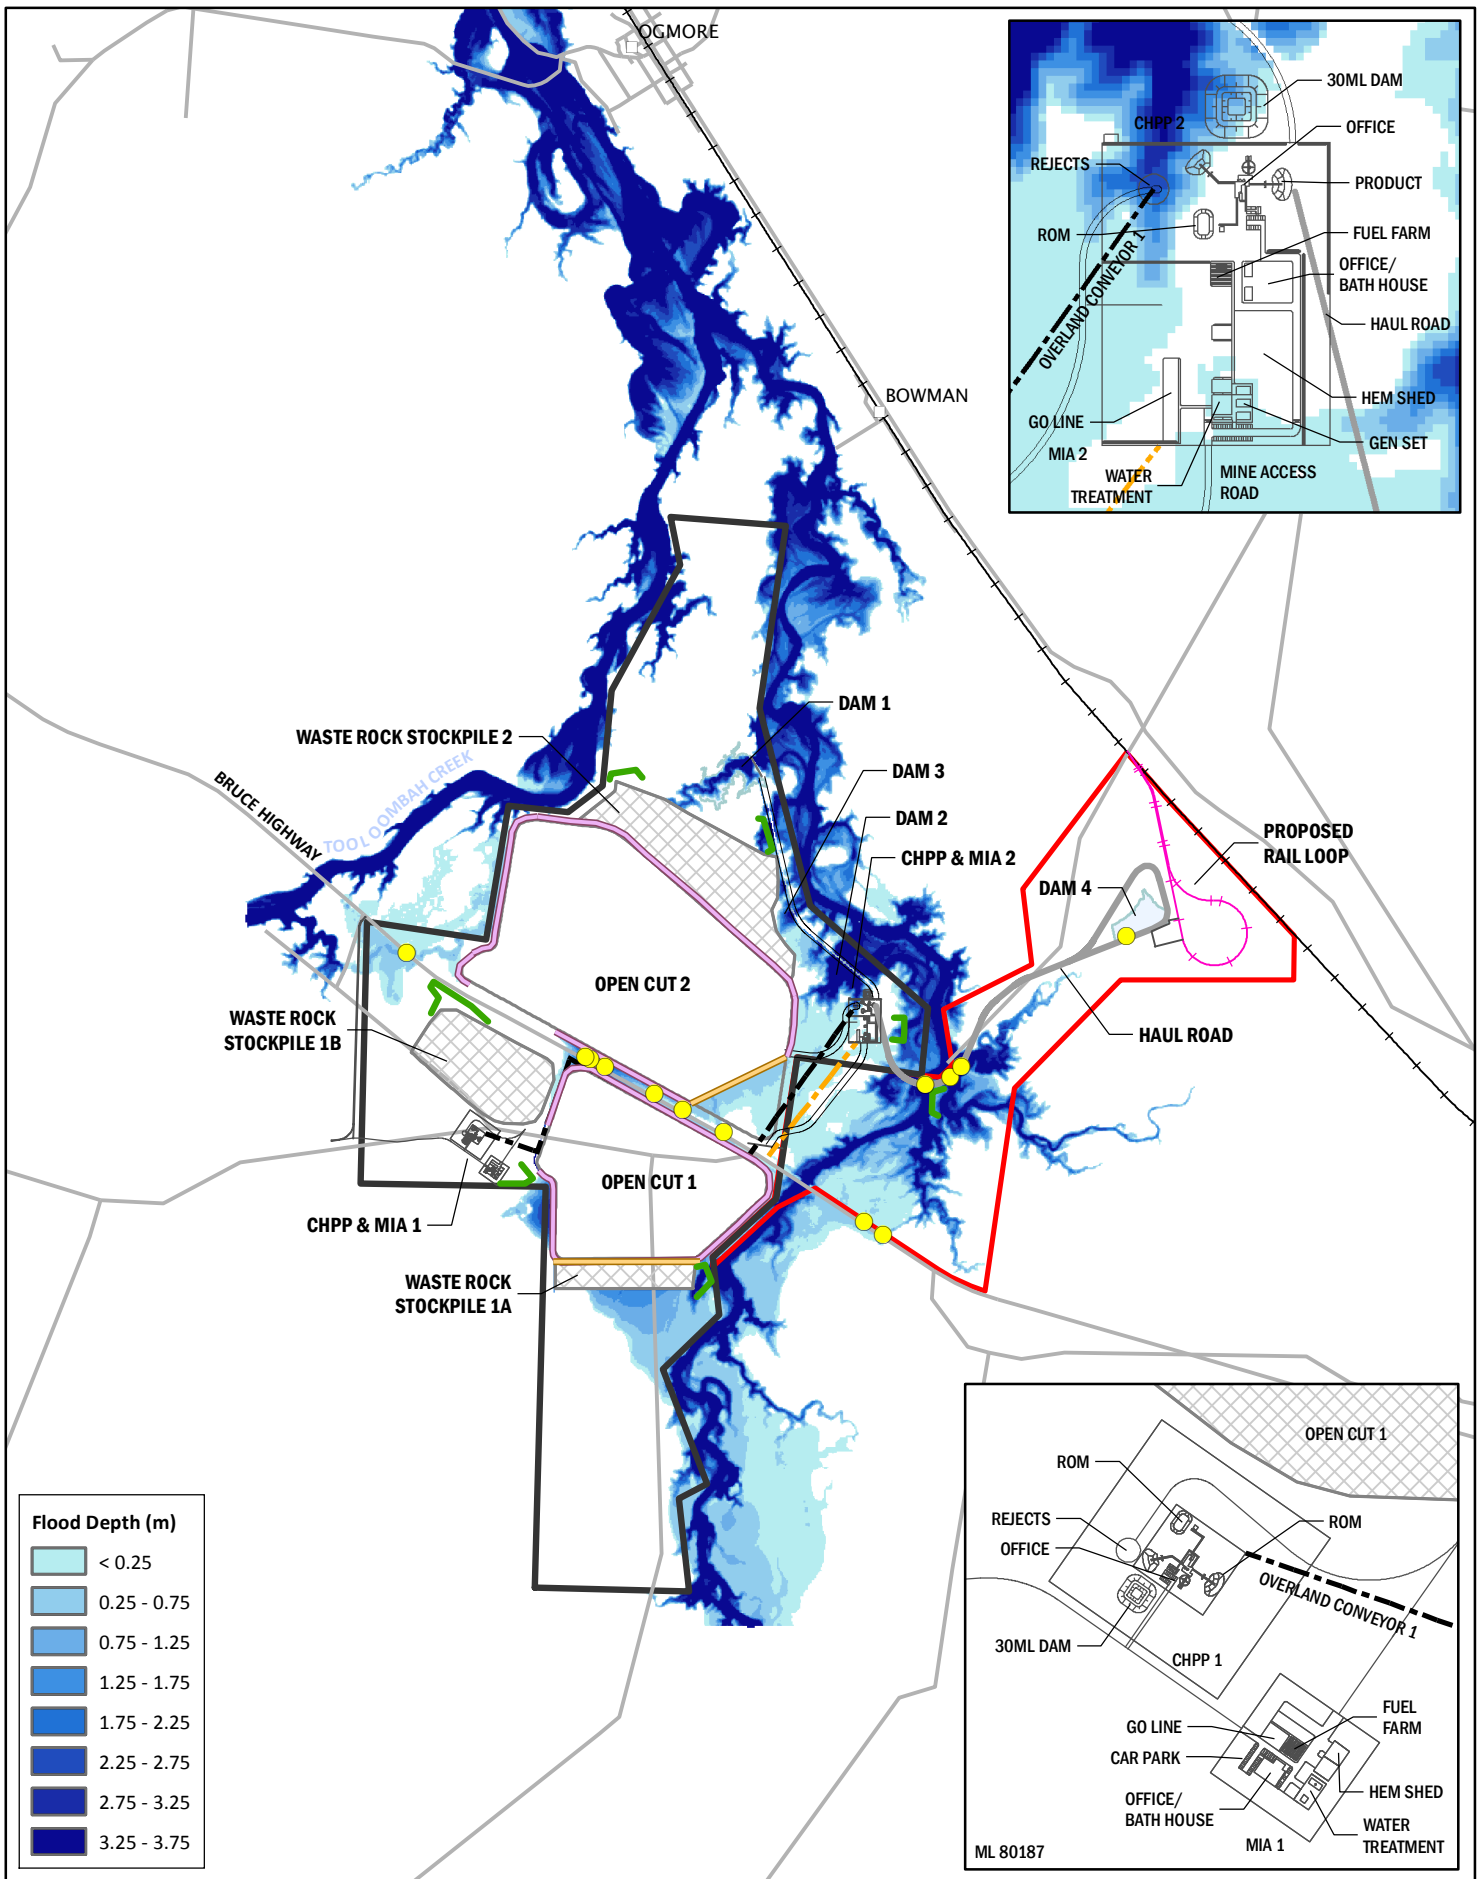 OGMORE
BOWMAN
30ML DAM
CHPP 2
OFFICE
REJECTS
PRODUCT
ROM
FUEL FARM
OFFICE/
BATH HOUSE
OVERLAND CONVEYOR 1
HAUL ROAD
HEM SHED
GO LINE
GEN SET
MIA 2
WATER
TREATMENT
MINE ACCESS
ROAD
DAM 1
WASTE ROCK STOCKPILE 2
BRUCE HIGHWAY
TOOLOOMBAH CREEK
DAM 3
DAM 2
CHPP & MIA 2
PROPOSED
RAIL LOOP
DAM 4
OPEN CUT 2
WASTE ROCK
STOCKPILE 1B
HAUL ROAD
OPEN CUT 1
CHPP & MIA 1
WASTE ROCK
STOCKPILE 1A
OPEN CUT 1
ROM
REJECTS
ROM
OFFICE
OVERLAND CONVEYOR 1
30ML DAM
CHPP 1
FUEL
FARM
GO LINE
CAR PARK
HEM SHED
OFFICE/
BATH HOUSE
WATER
TREATMENT
MIA 1
ML 80187
Flood Depth (m)
< 0.25
0.25 - 0.75
0.75 - 1.25
1.25 - 1.75
1.75 - 2.25
2.25 - 2.75
2.75 - 3.25
3.25 - 3.75